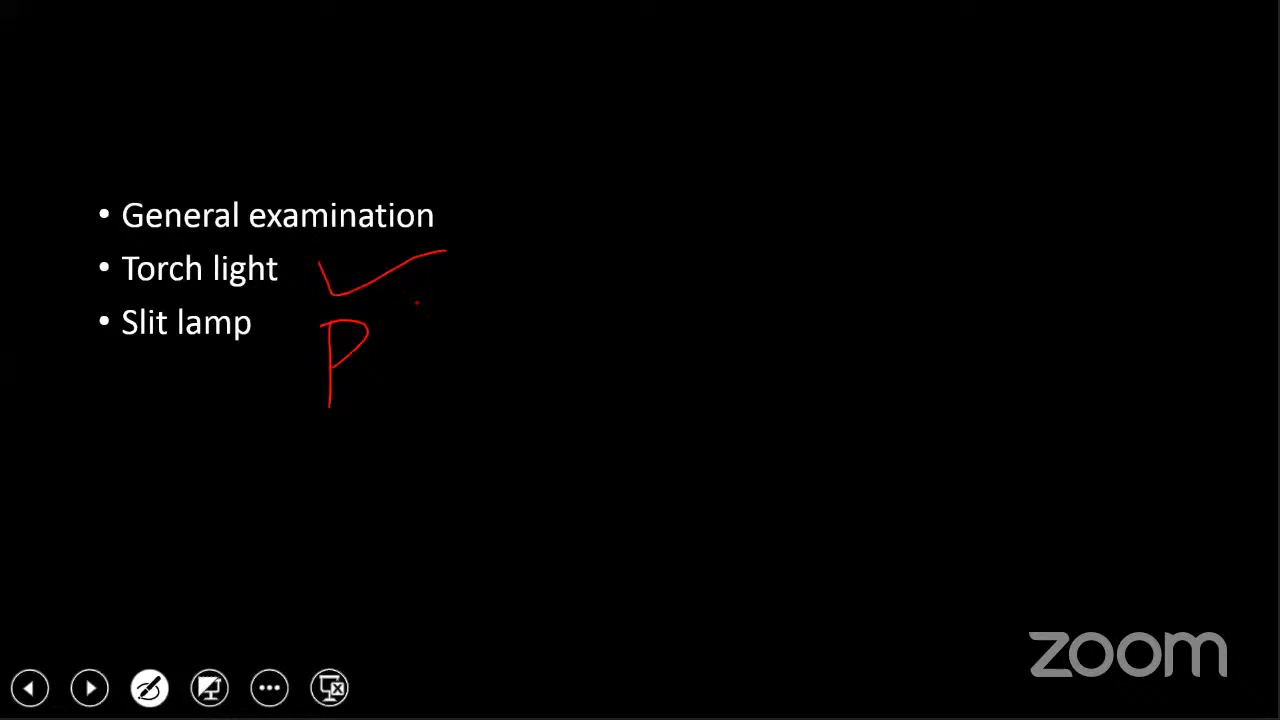 • General examination
• Torch light
• Slit lamp
P
zoom